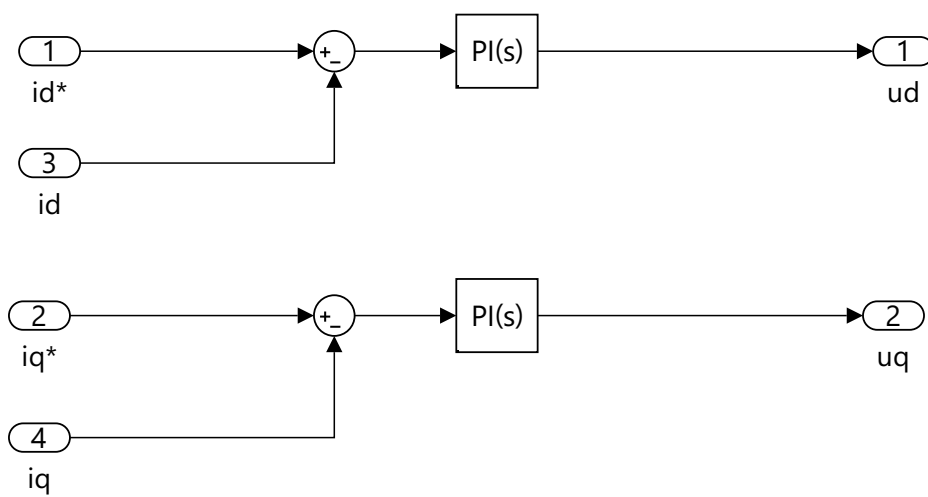 1
id*
+
−
PI(s)
1
ud
3
id
2
iq*
+
−
PI(s)
2
uq
4
iq